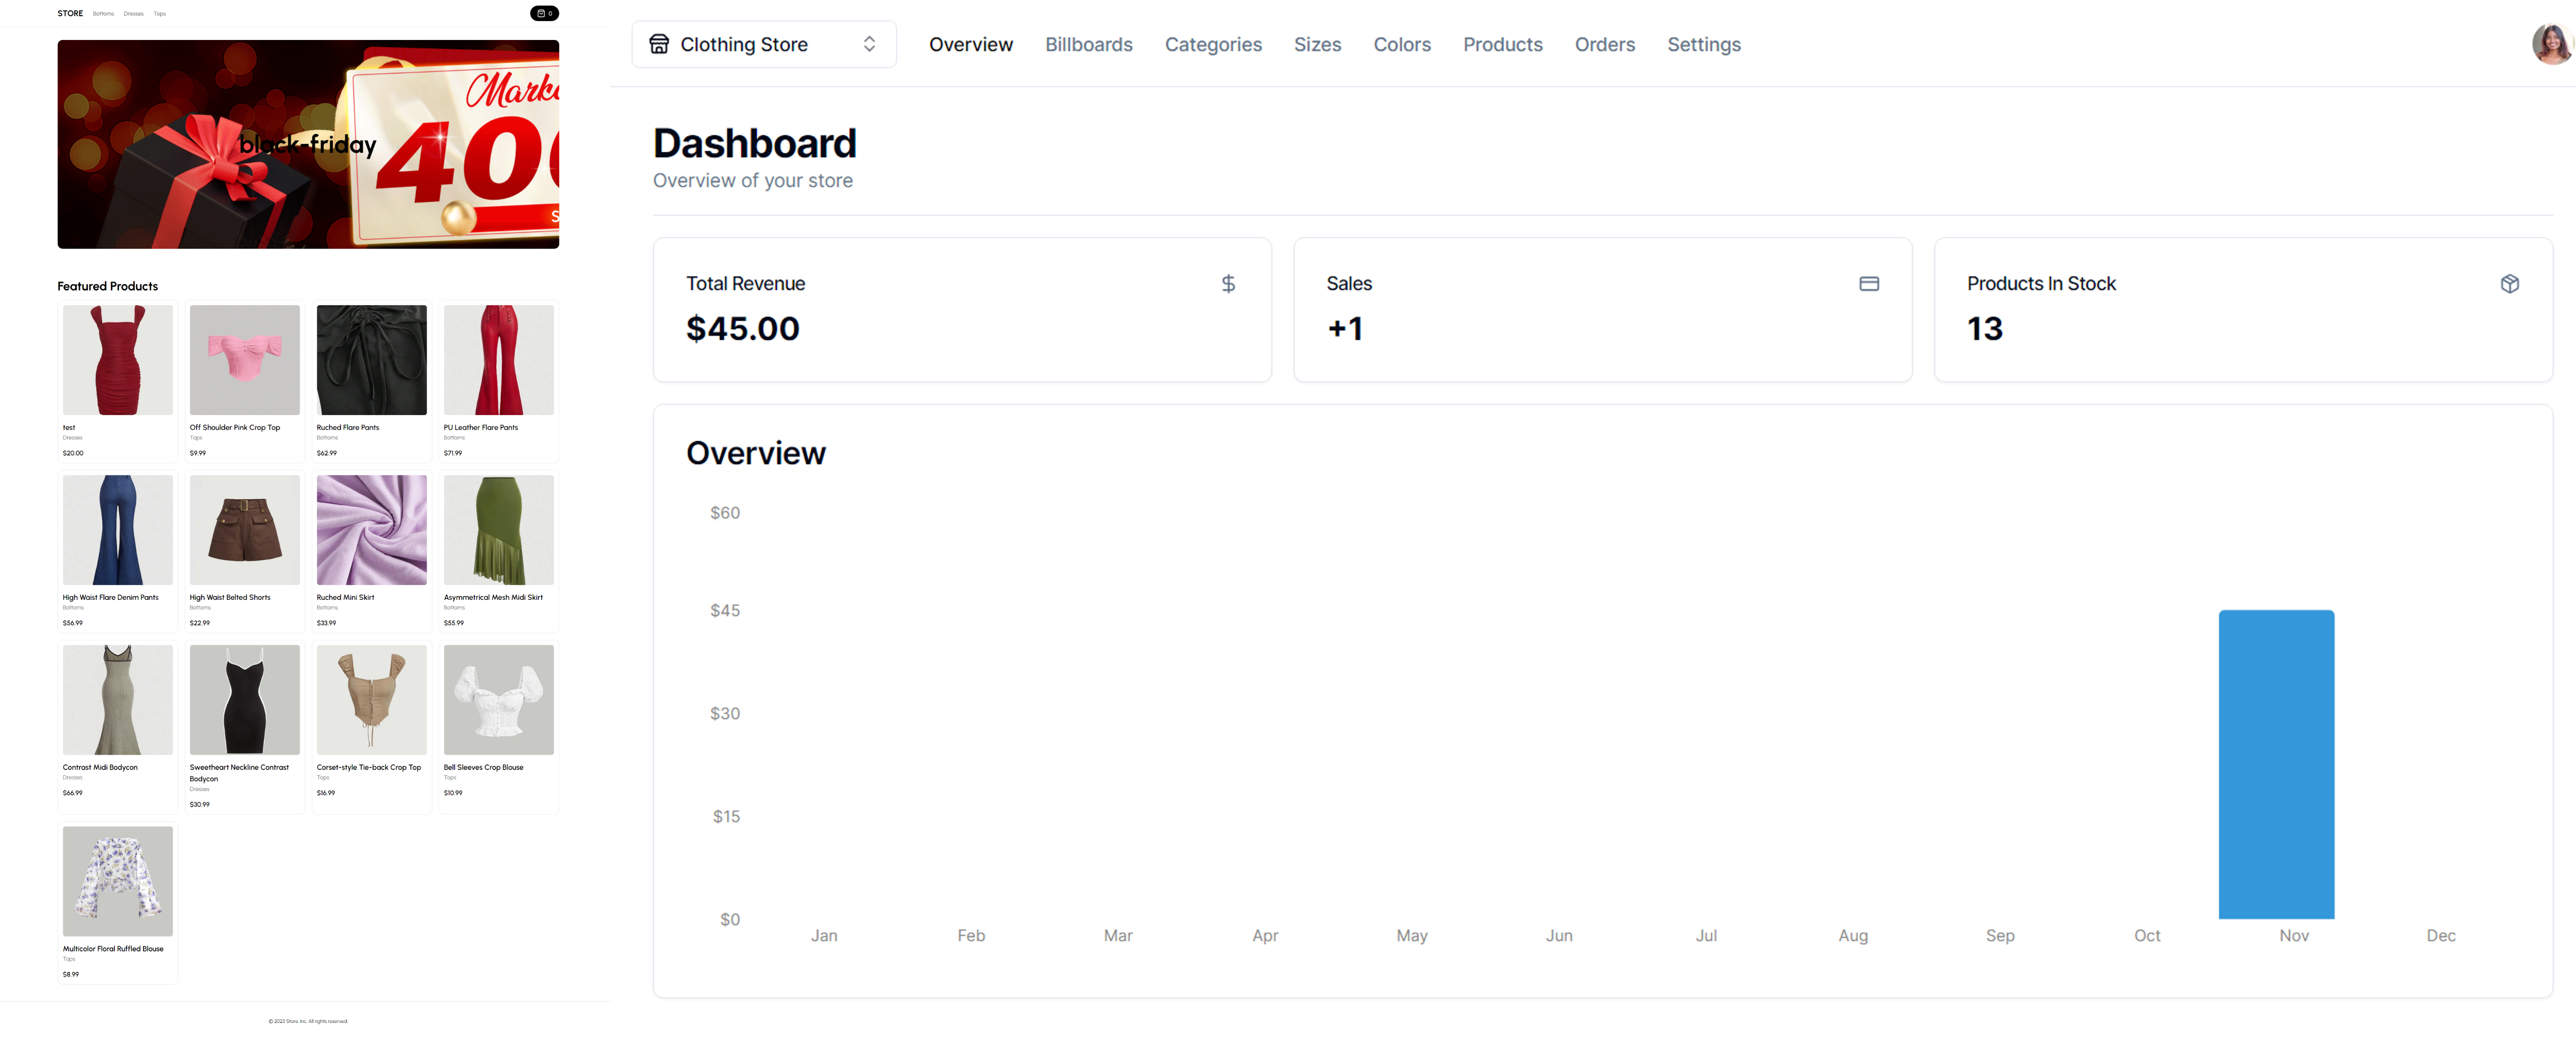 STORE Bottoms Dresses Tops 0
Mark
400
S
black-friday
Featured Products
test
Dresses
$20.00
Off Shoulder Pink Crop Top
Tops
$9.99
Ruched Flare Pants
Bottoms
$62.99
PU Leather Flare Pants
Bottoms
$71.99
High Waist Flare Denim Pants
Bottoms
$56.99
High Waist Belted Shorts
Bottoms
$22.99
Ruched Mini Skirt
Bottoms
$33.99
Asymmetrical Mesh Midi Skirt
Bottoms
$55.99
Contrast Midi Bodycon
Dresses
$66.99
Sweetheart Neckline Contrast
Bodycon
Dresses
$30.99
Corset-style Tie-back Crop Top
Tops
$16.99
Bell Sleeves Crop Blouse
Tops
$10.99
Multicolor Floral Ruffled Blouse
Tops
$8.99
© 2023 Store. Inc. All rights reserved
Clothing Store Overview Billboards Categories Sizes Colors Products Orders Settings
Dashboard
Overview of your store
Total Revenue
$45.00
Sales
+1
Products In Stock
13
Overview
$60
$45
$30
$15
$0
Jan Feb Mar Apr May Jun Jul Aug Sep Oct Nov Dec